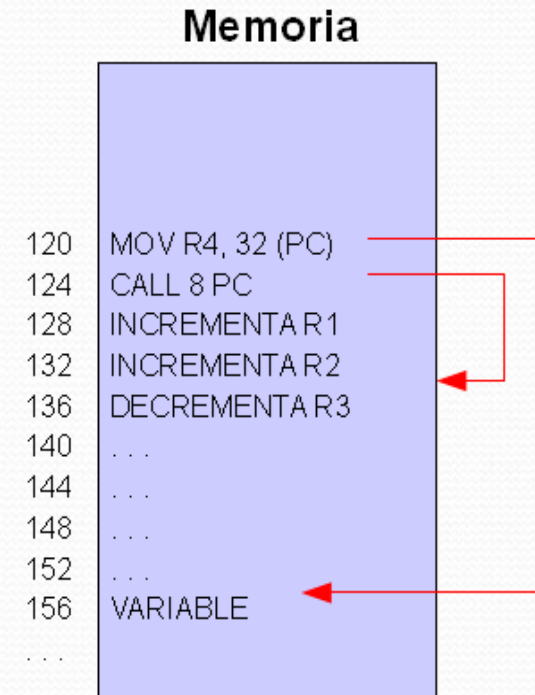 Memoria
120 MOV R4, 32 (PC)
124 CALL 8 PC
128 INCREMENTA R1
132 INCREMENTA R2
136 DECREMENTA R3
140 . . .
144 . . .
148 . . .
152 . . .
156 VARIABLE
. . .